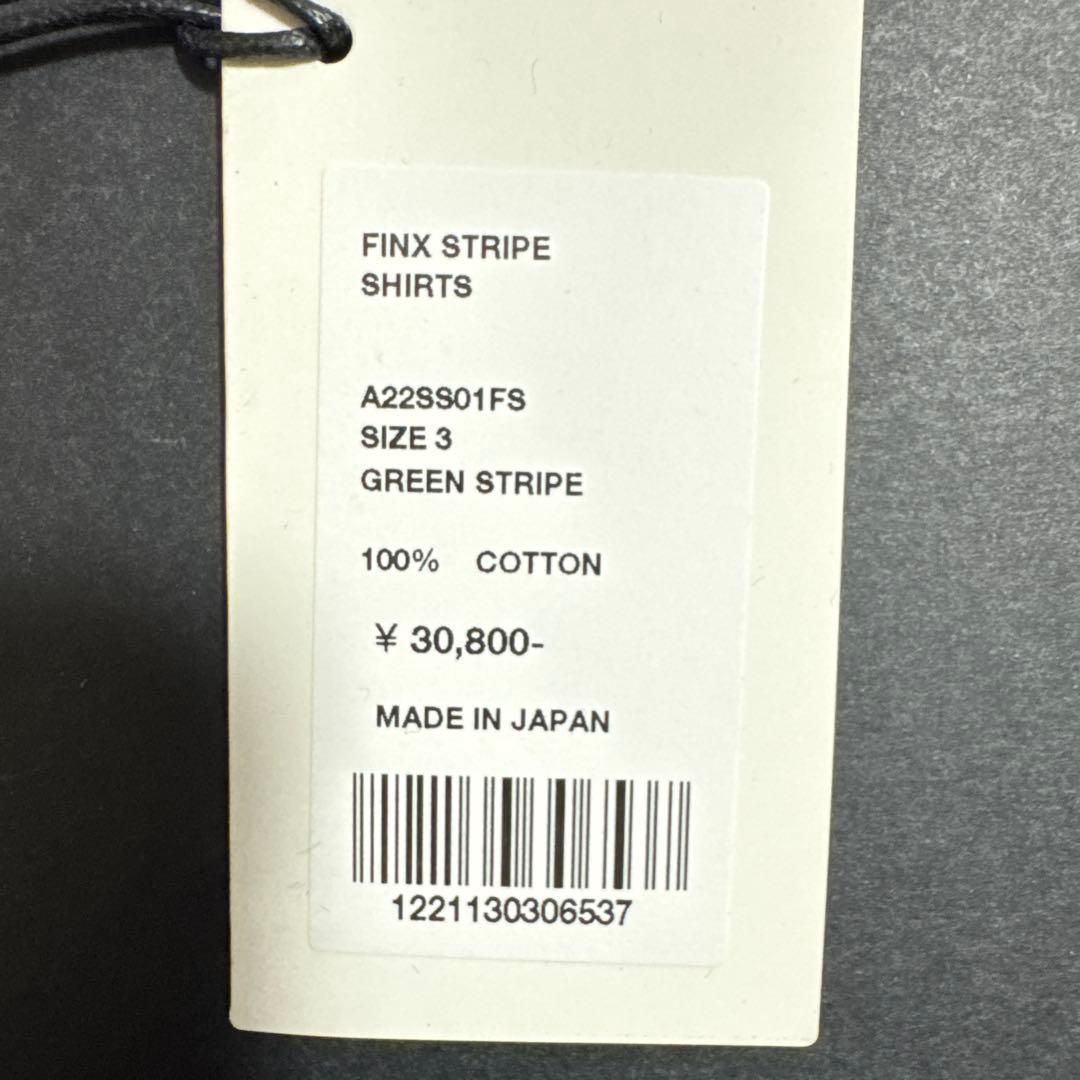 FINX STRIPE
SHIRTS
A22SS01FS
SIZE 3
GREEN STRIPE
100% COTTON
¥ 30,800-
MADE IN JAPAN
1221130306537